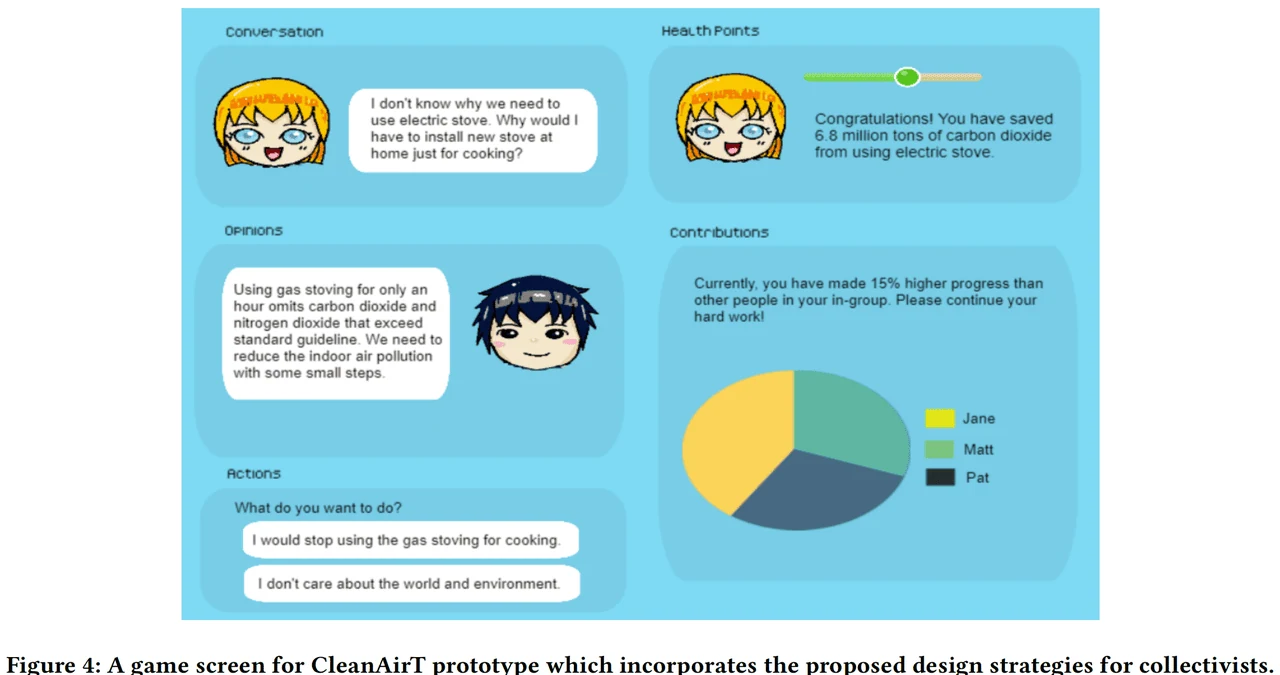 Conversation
I don't know why we need to
use electric stove. Why would I
have to install new stove at
home just for cooking?
Opinions
Using gas stoving for only an
hour omits carbon dioxide and
nitrogen dioxide that exceed
standard guideline. We need to
reduce the indoor air pollution
with some small steps.
Actions
What do you want to do?
I would stop using the gas stoving for cooking.
I don't care about the world and environment.
Health Points
Congratulations! You have saved
6.8 million tons of carbon dioxide
from using electric stove.
Contributions
Currently, you have made 15% higher progress than
other people in your in-group. Please continue your
hard work!
Jane
Matt
Pat
Figure 4: A game screen for CleanAirT prototype which incorporates the proposed design strategies for collectivists.